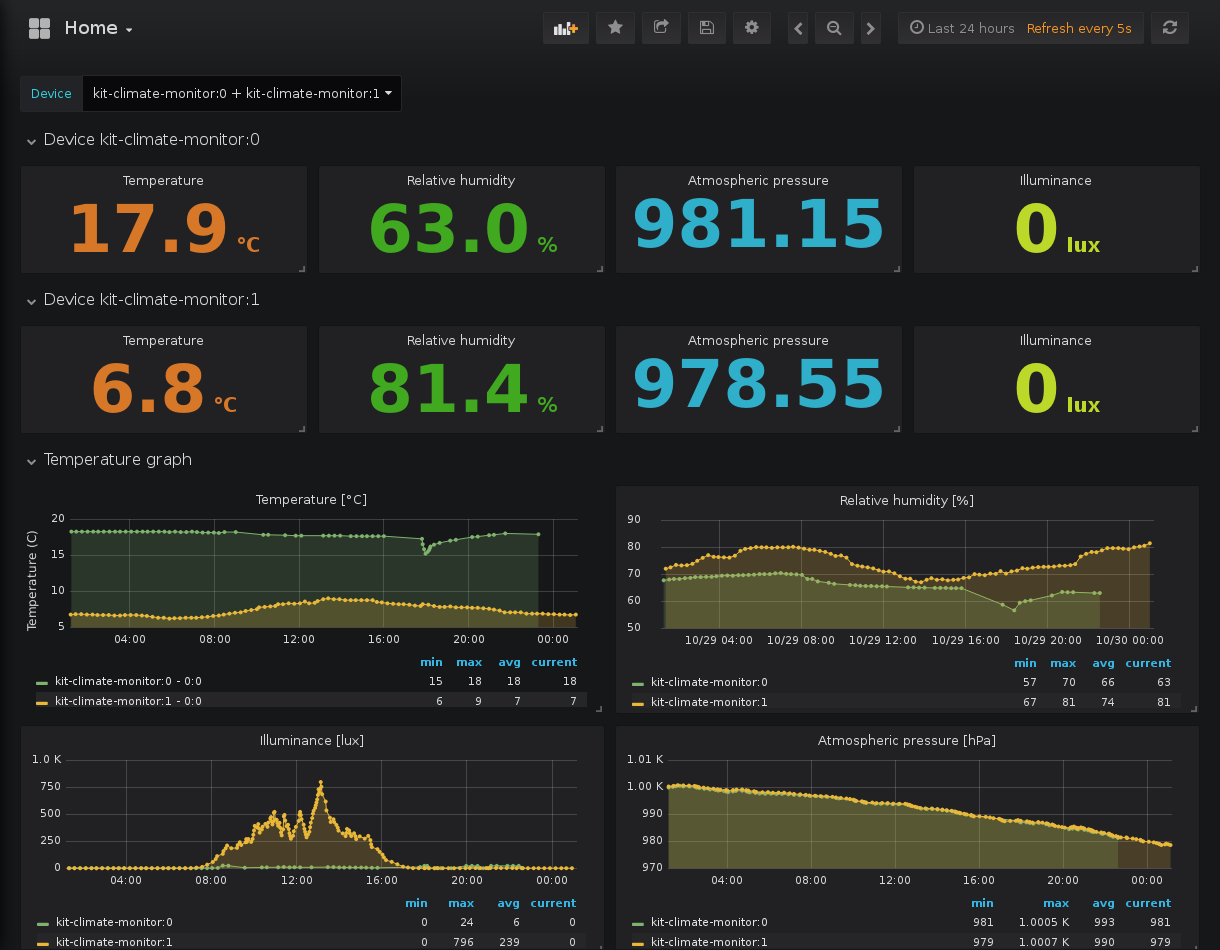 Home
Last 24 hours Refresh every 5s
Device kit-climate-monitor:0 + kit-climate-monitor:1
Device kit-climate-monitor:0
Temperature Relative humidity Atmospheric pressure Illuminance
17.9 °C 63.0 % 981.15 0 lux
Device kit-climate-monitor:1
Temperature Relative humidity Atmospheric pressure Illuminance
6.8 °C 81.4 % 978.55 0 lux
Temperature graph
Temperature [°C]
Temperature (C)
20
15
10
5
04:00 08:00 12:00 16:00 20:00 00:00
min max avg current
kit-climate-monitor:0 - 0:0 15 18 18 18
kit-climate-monitor:1 - 0:0 6 9 7 7
Relative humidity [%]
90
80
70
60
50
10/29 04:00 10/29 08:00 10/29 12:00 10/29 16:00 10/29 20:00 10/30 00:00
min max avg current
kit-climate-monitor:0 57 70 66 63
kit-climate-monitor:1 67 81 74 81
Illuminance [lux]
1.0 K
750
500
250
0
04:00 08:00 12:00 16:00 20:00 00:00
min max avg current
kit-climate-monitor:0 0 24 6 0
kit-climate-monitor:1 0 796 239 0
Atmospheric pressure [hPa]
1.01 K
1.00 K
990
980
970
04:00 08:00 12:00 16:00 20:00 00:00
min max avg current
kit-climate-monitor:0 981 1.0005 K 993 981
kit-climate-monitor:1 979 1.0007 K 990 979